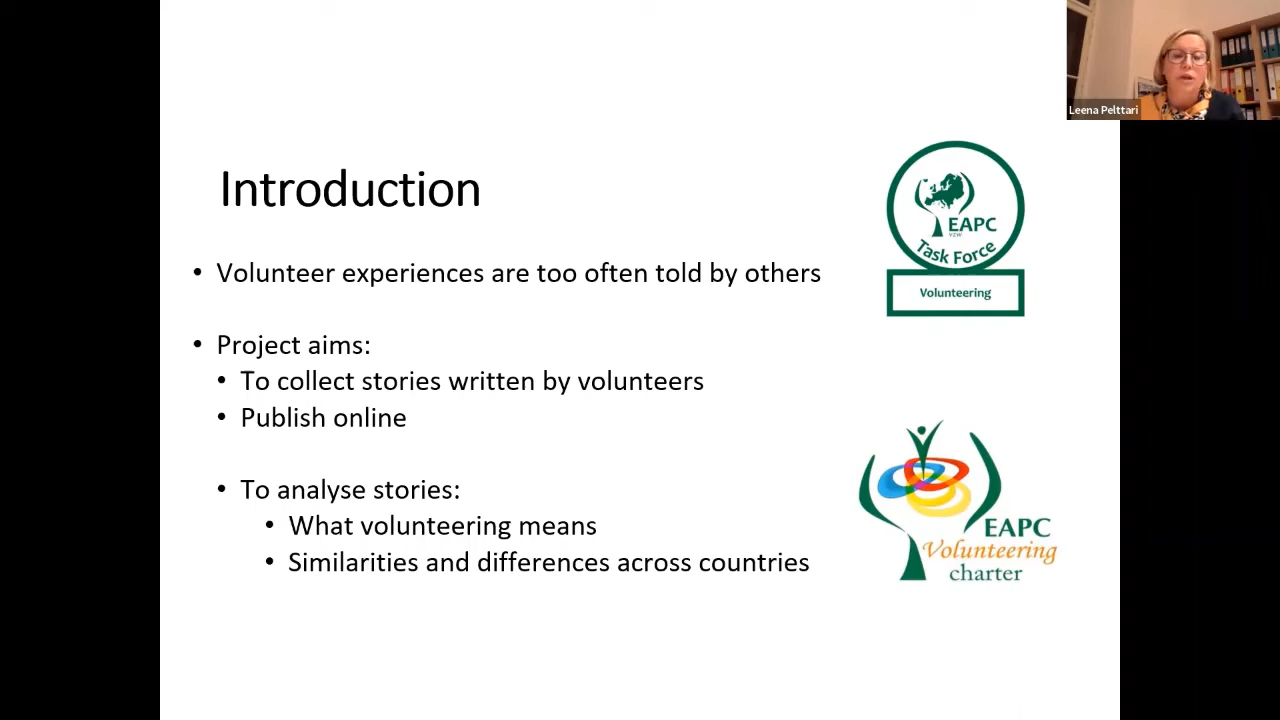 Leena Pelttari
Introduction
• Volunteer experiences are too often told by others
• Project aims:
• To collect stories written by volunteers
• Publish online
• To analyse stories:
• What volunteering means
• Similarities and differences across countries
EAPC
vzw
Task Force
Volunteering
EAPC
Volunteering
charter